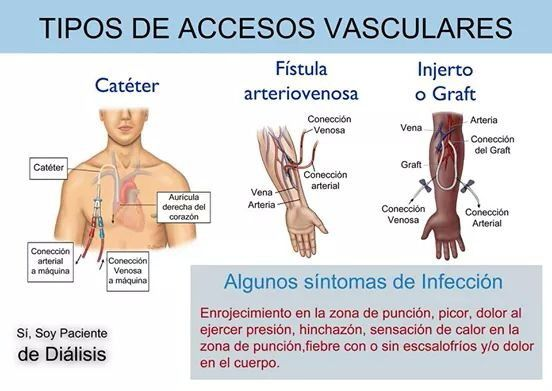 TIPOS DE ACCESOS VASCULARES
Catéter
Catéter
Aurícula
derecha del
corazón
Conección
arterial
a máquina
Conección
Venosa
a máquina
Fístula
arteriovenosa
Conección
Venosa
Conección
arterial
Vena
Arteria
Injerto
o Graft
Arteria
Vena
Conección
del Graft
Graft
Conección
Venosa
Conección
Arterial
Algunos síntomas de Infección
Enrojecimiento en la zona de punción, picor, dolor al
ejercer presión, hinchazón, sensación de calor en la
zona de punción,fiebre con o sin escsalofríos y/o dolor
en el cuerpo.
Sí, Soy Paciente
de Diálisis